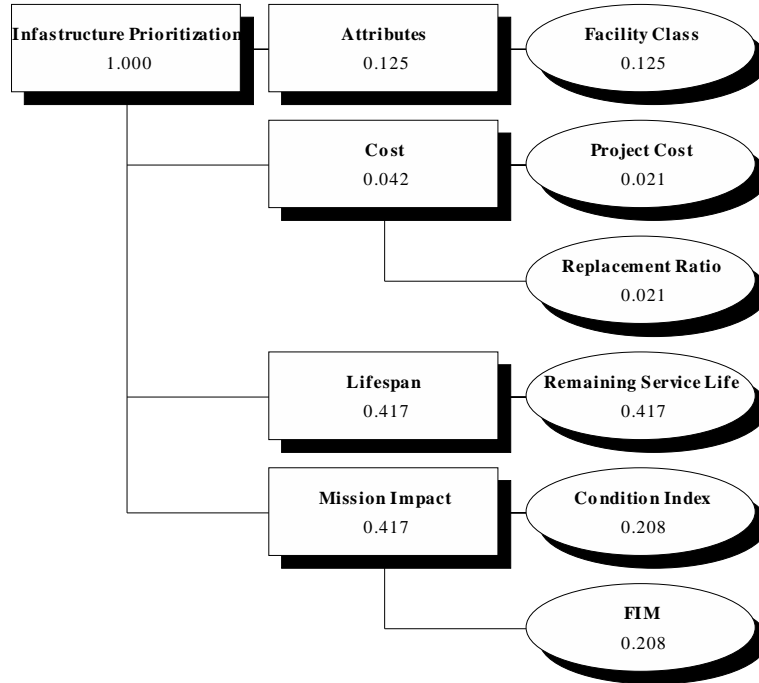 Infastructure Prioritization
1.000
Attributes
0.125
Facility Class
0.125
Cost
0.042
Project Cost
0.021
Replacement Ratio
0.021
Lifespan
0.417
Remaining Service Life
0.417
Mission Impact
0.417
Condition Index
0.208
FIM
0.208